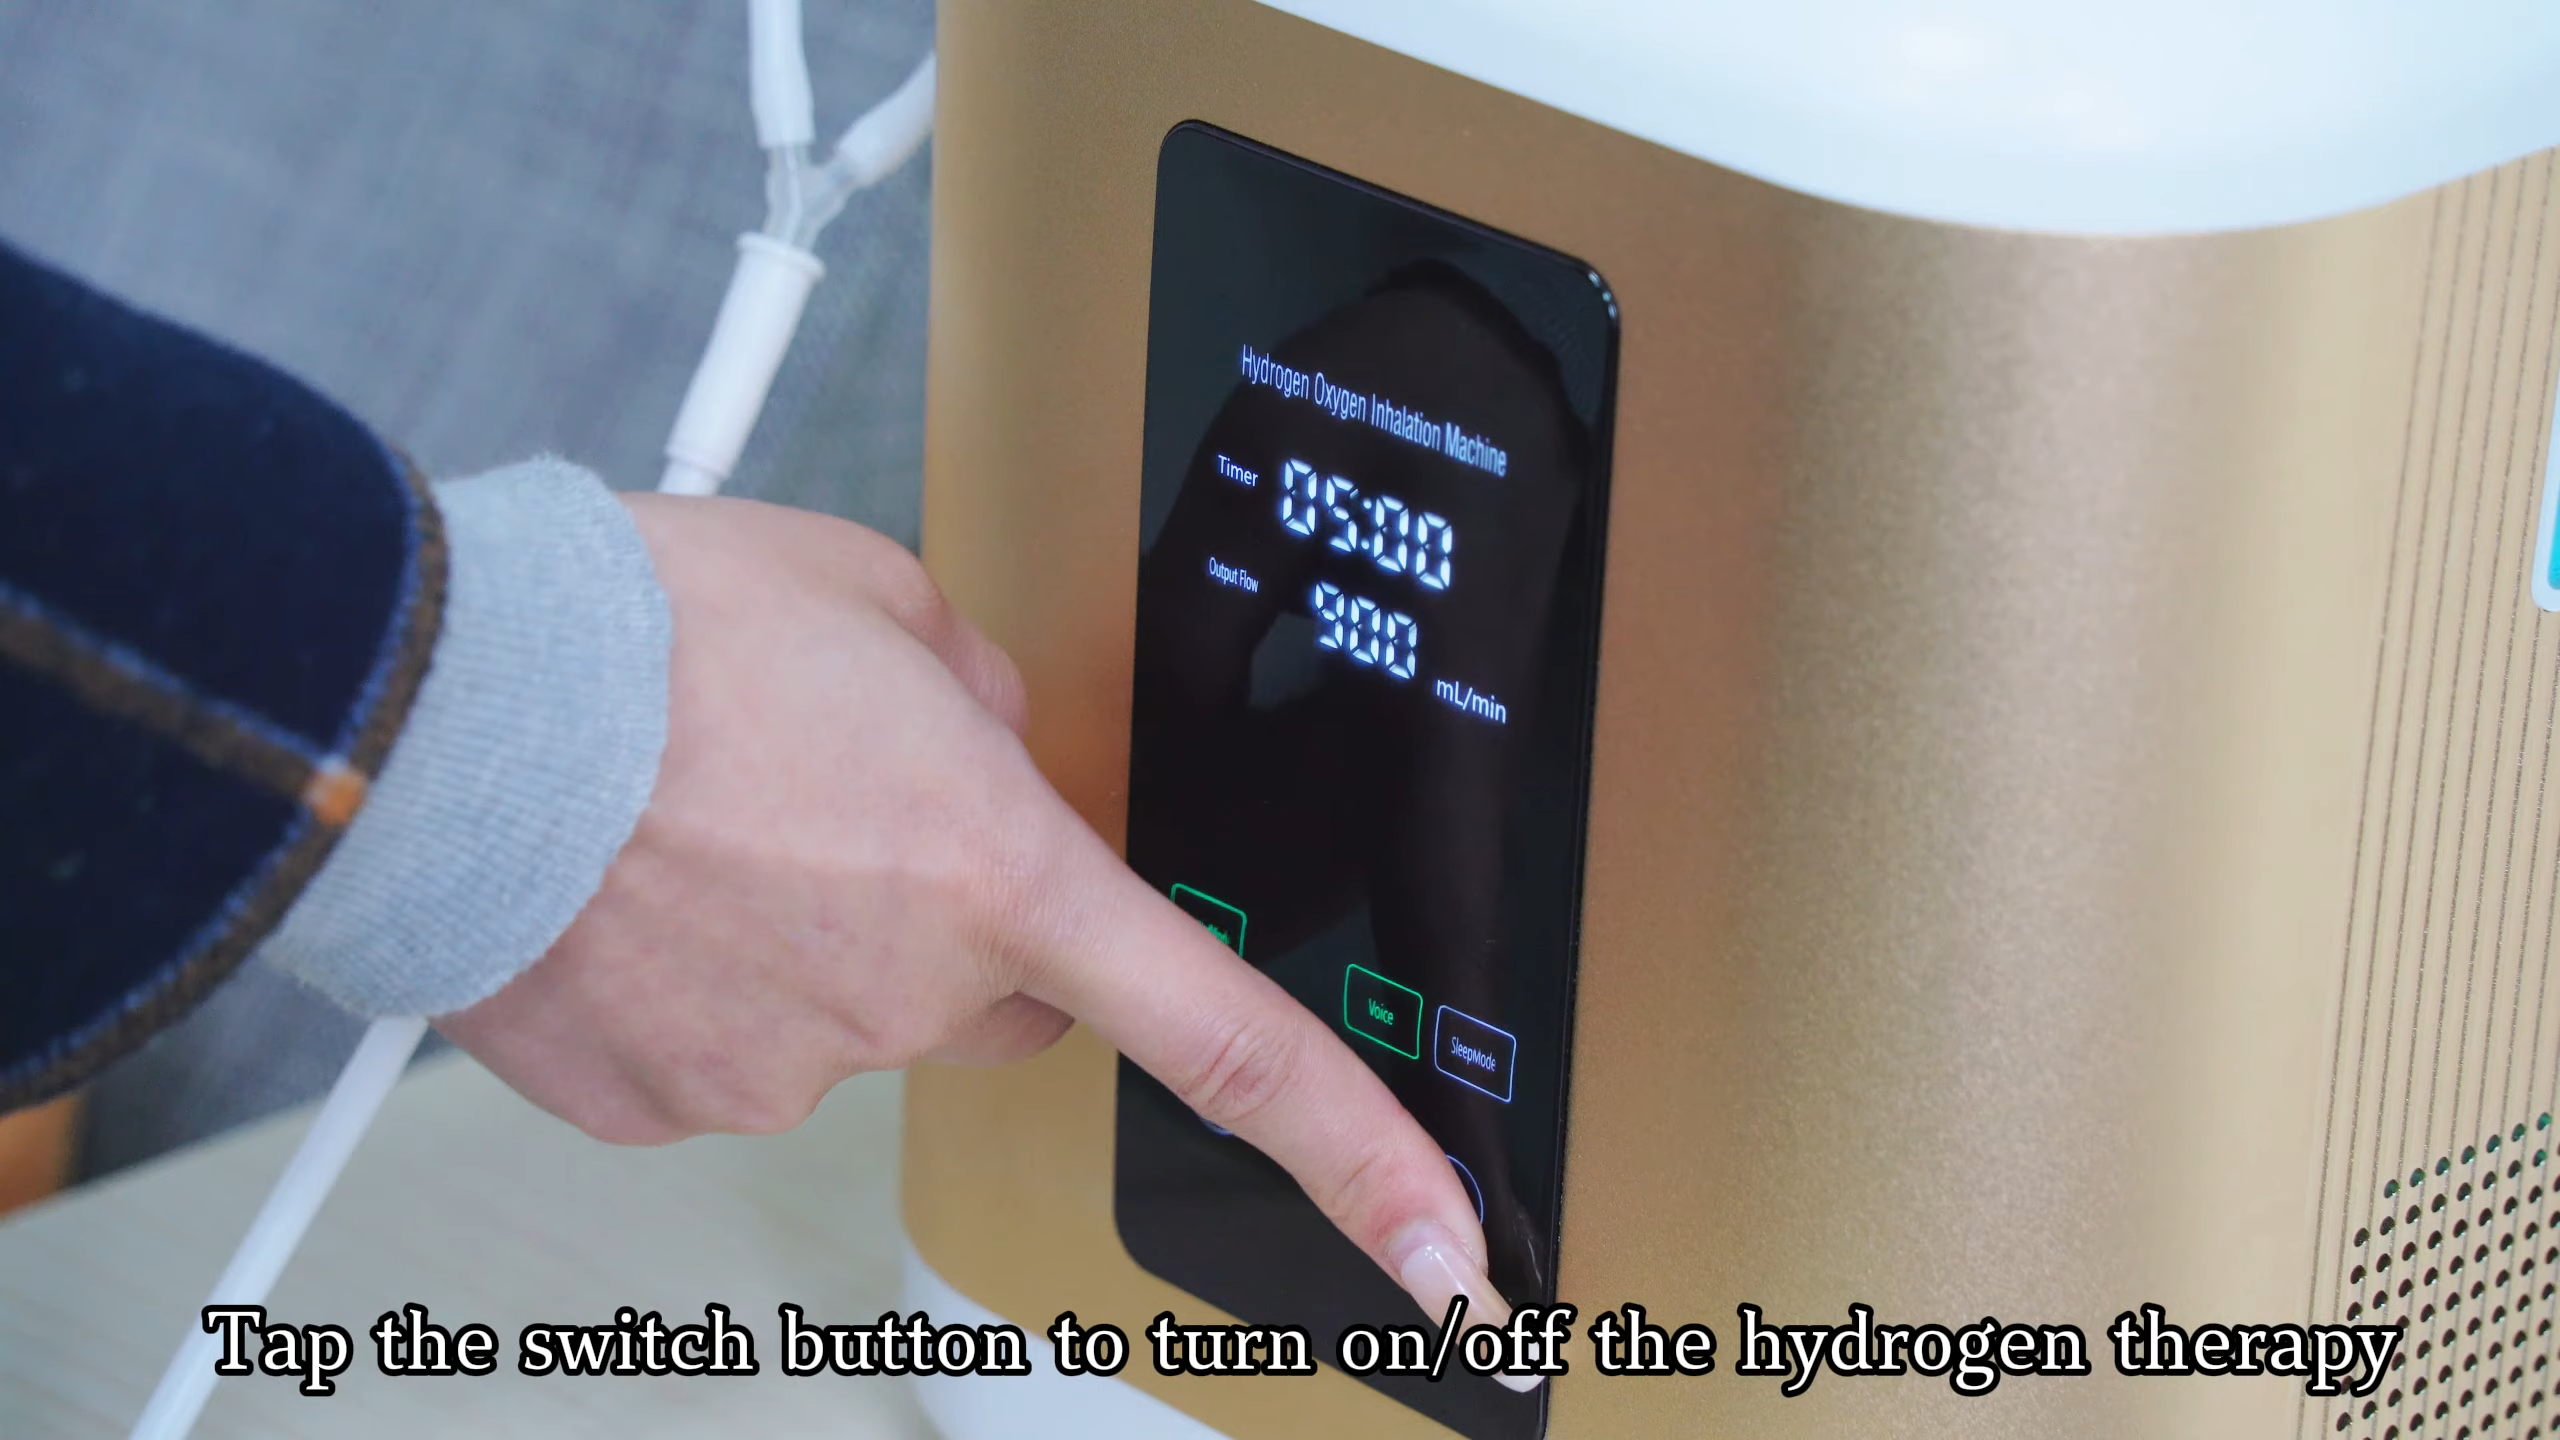 Hydrogen Oxygen Inhalation Machine
Timer 05:00
Output Flow 900 mL/min
Voice
SleepMode
Tap the switch button to turn on/off the hydrogen therapy